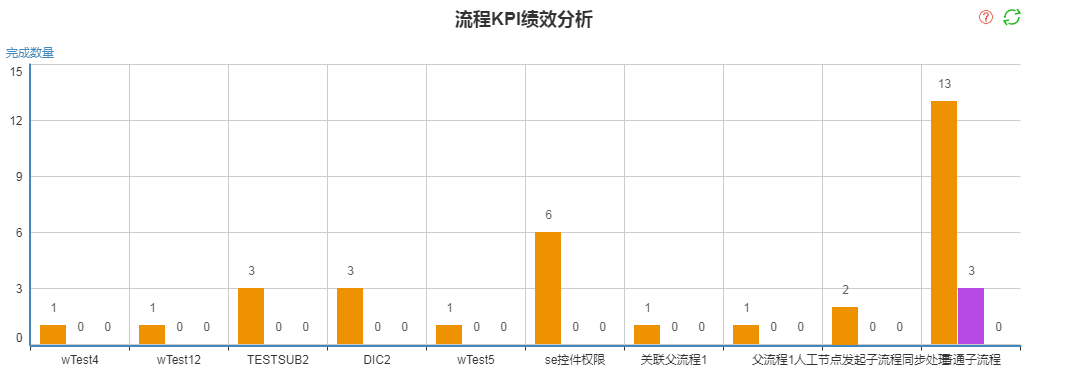 流程KPI绩效分析
完成数量
15
12
9
6
3
0
1 0 0
1 0 0
3 0 0
3 0 0
1 0 0
6 0 0
1 0 0
1 0 0
2 0 0
13 3 0
wTest4
wTest12
TESTSUB2
DIC2
wTest5
se控件权限
关联父流程1
父流程1人工节点发起子流程同步处理
通子流程